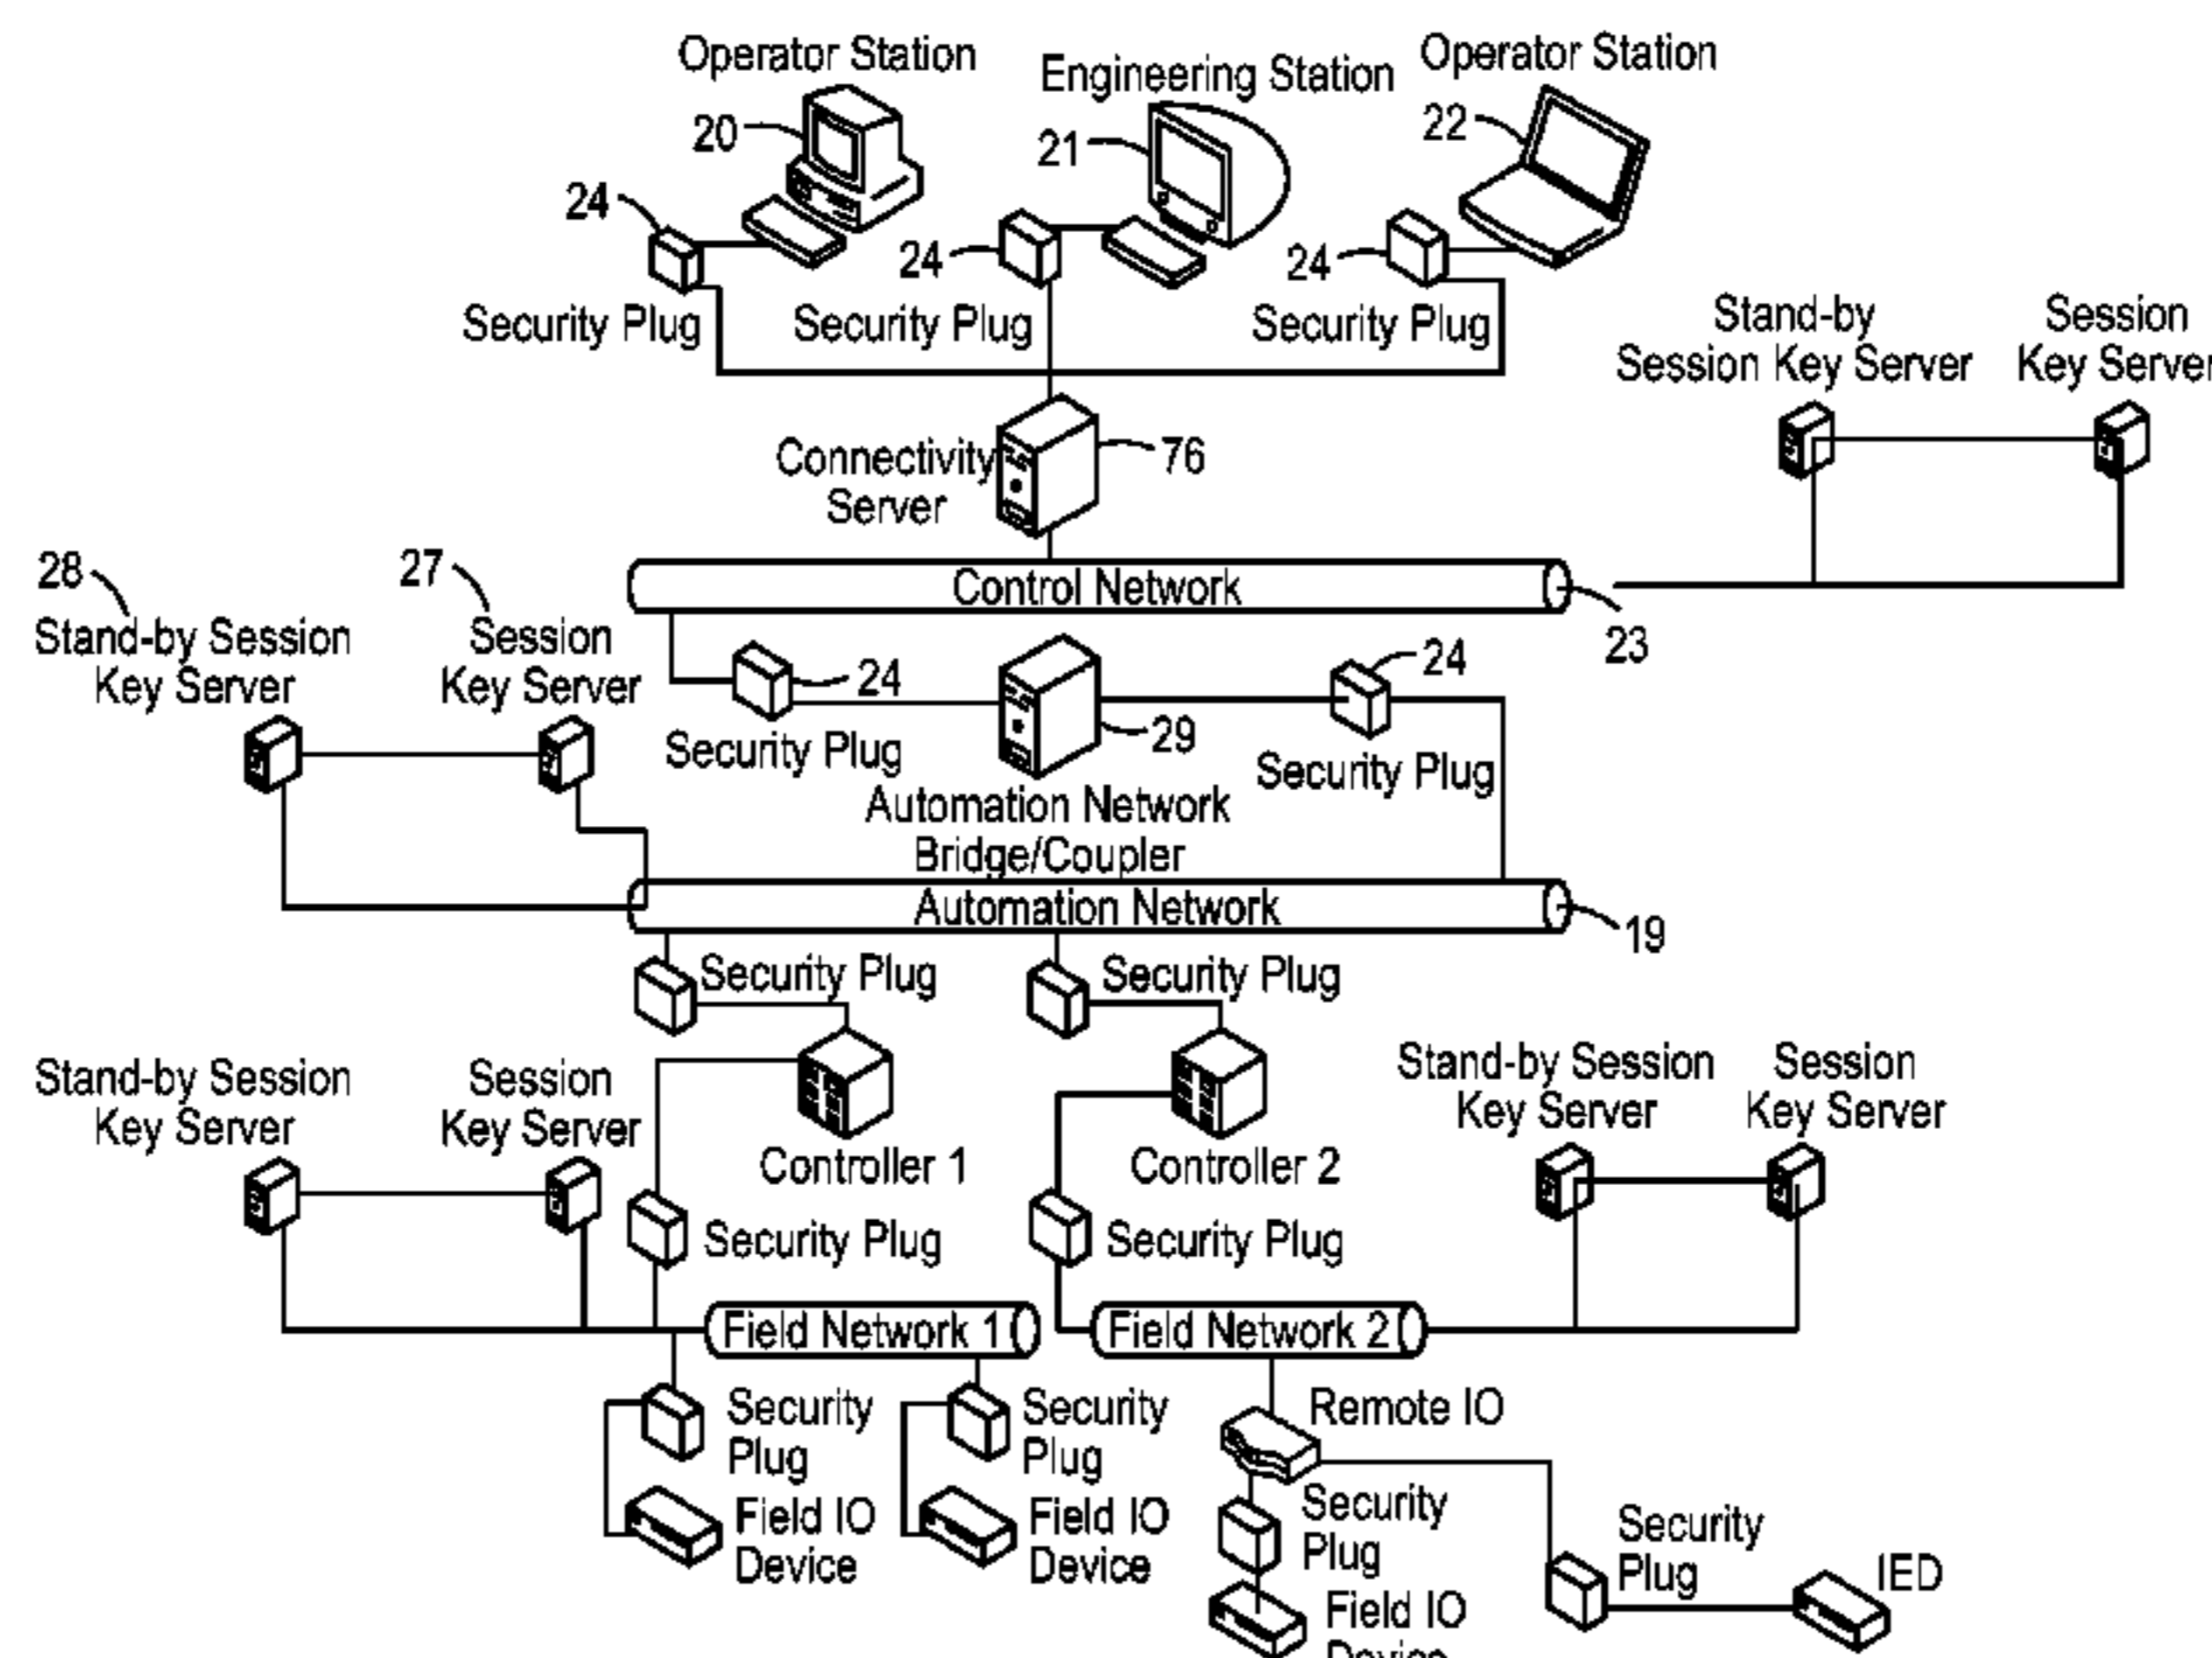 Operator Station
Engineering Station
Operator Station
20
21
22
24
24
24
Security Plug
Security Plug
Security Plug
Stand-by
Session Key Server
Session
Key Server
Connectivity
Server
76
Control Network
23
28
Stand-by Session
Key Server
27
Session
Key Server
24
Security Plug
29
Automation Network
Bridge/Coupler
24
Security Plug
Automation Network
19
Security Plug
Security Plug
Controller 1
Controller 2
Stand-by Session
Key Server
Session
Key Server
Stand-by Session
Key Server
Session
Key Server
Security Plug
Security Plug
Field Network 1
Field Network 2
Security
Plug
Field IO
Device
Security
Plug
Field IO
Device
Remote IO
Security
Plug
Field IO
Device
Security
Plug
IED